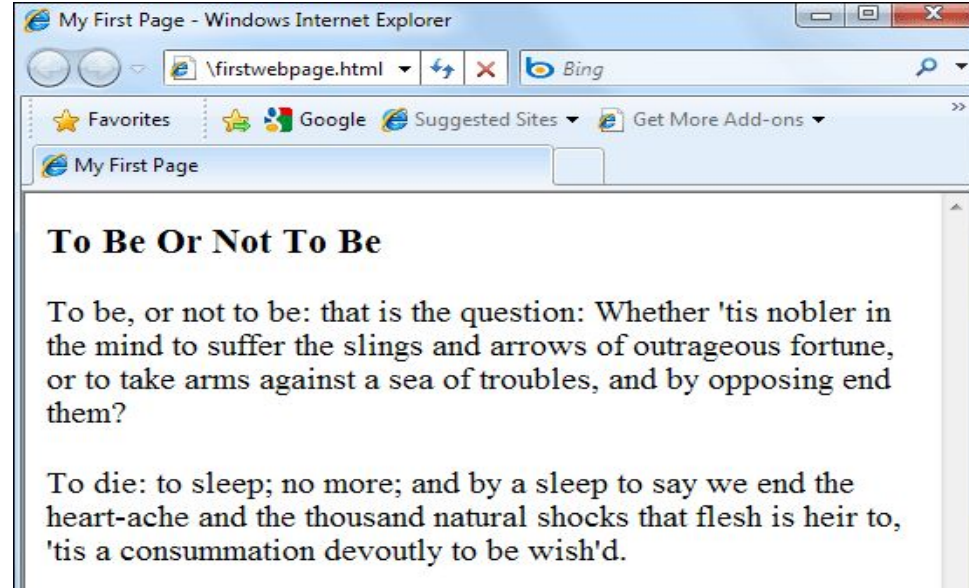 My First Page - Windows Internet Explorer
\firstwebpage.html
Bing
Favorites
Google
Suggested Sites
Get More Add-ons
»
My First Page
To Be Or Not To Be
To be, or not to be: that is the question: Whether 'tis nobler in
the mind to suffer the slings and arrows of outrageous fortune,
or to take arms against a sea of troubles, and by opposing end
them?
To die: to sleep; no more; and by a sleep to say we end the
heart-ache and the thousand natural shocks that flesh is heir to,
'tis a consummation devoutly to be wish'd.